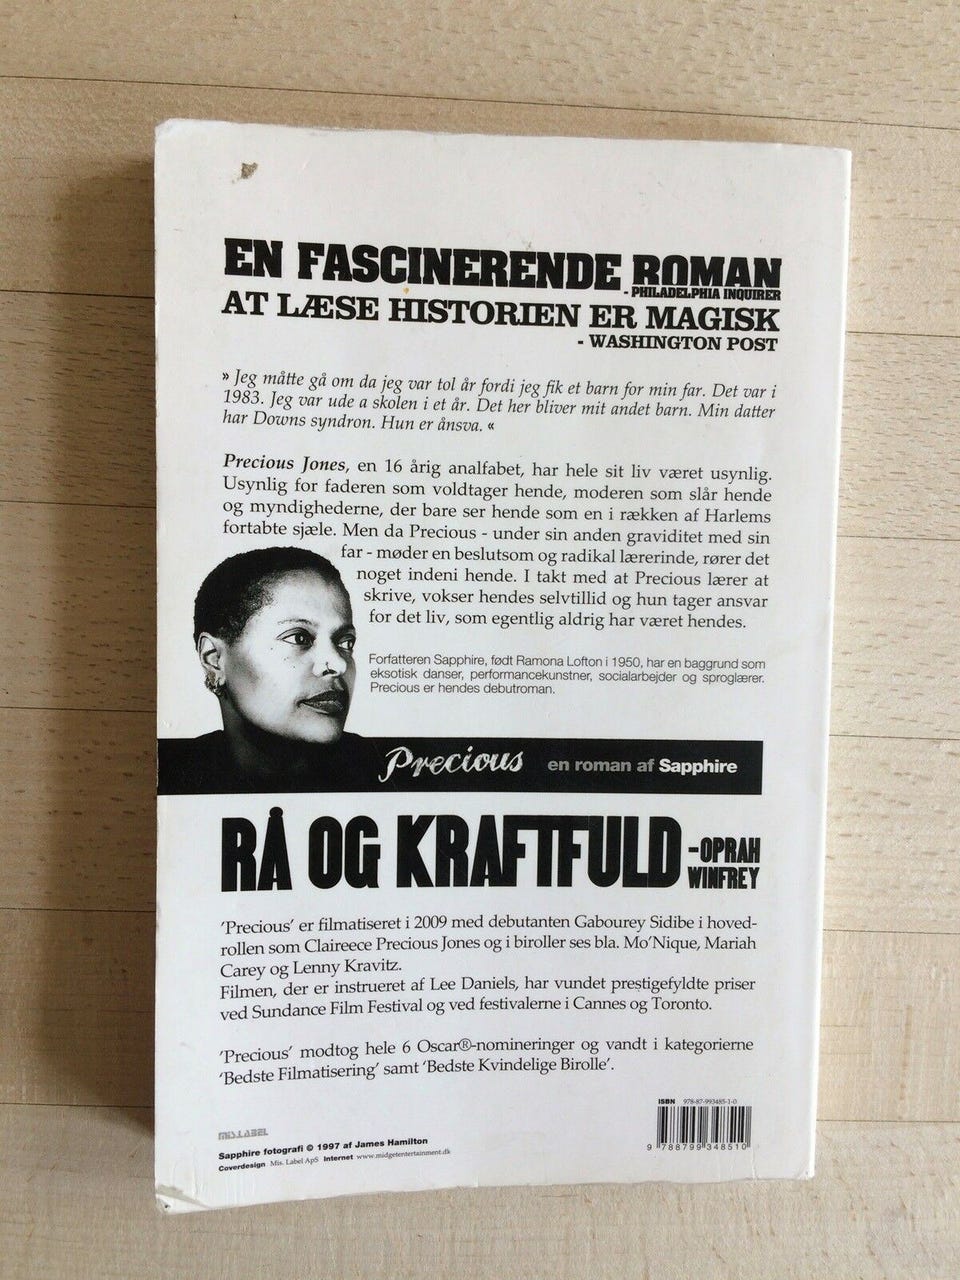 EN FASCINERENDE ROMAN
- PHILADELPHIA INQUIRER
AT LÆSE HISTORIEN ER MAGISK
- WASHINGTON POST
» Jeg måtte gå om da jeg var tol år fordi jeg fik et barn for min far. Det var i
1983. Jeg var ude a skolen i et år. Det her bliver mit andet barn. Min datter
har Downs syndron. Hun er ånsva. «
Precious Jones, en 16 årig analfabet, har hele sit liv været usynlig.
Usynlig for faderen som voldtager hende, moderen som slår hende
og myndighederne, der bare ser hende som en i rækken af Harlems
fortabte sjæle. Men da Precious - under sin anden graviditet med sin
far - møder en beslutsom og radikal lærerinde, rører det
noget indeni hende. I takt med at Precious lærer at
skrive, vokser hendes selvtillid og hun tager ansvar
for det liv, som egentlig aldrig har været hendes.
Forfatteren Sapphire, født Ramona Lofton i 1950, har en baggrund som
eksotisk danser, performancekunstner, socialarbejder og sproglærer.
Precious er hendes debutroman.
Precious en roman af Sapphire
RÅ OG KRAFTFULD -OPRAH
WINFREY
'Precious' er filmatiseret i 2009 med debutanten Gabourey Sidibe i hoved-
rollen som Claireece Precious Jones og i biroller ses bla. Mo'Nique, Mariah
Carey og Lenny Kravitz.
Filmen, der er instrueret af Lee Daniels, har vundet prestigefyldte priser
ved Sundance Film Festival og ved festivalerne i Cannes og Toronto.
'Precious' modtog hele 6 Oscar®-nomineringer og vandt i kategorierne
'Bedste Filmatisering' samt 'Bedste Kvindelige Birolle'.
MIS.LABEL
Sapphire fotografi © 1997 af James Hamilton
Coverdesign Mis. Label ApS Internet www.midgetentertainment.dk
ISBN 978-87-993485-1-0
9 788799 348510